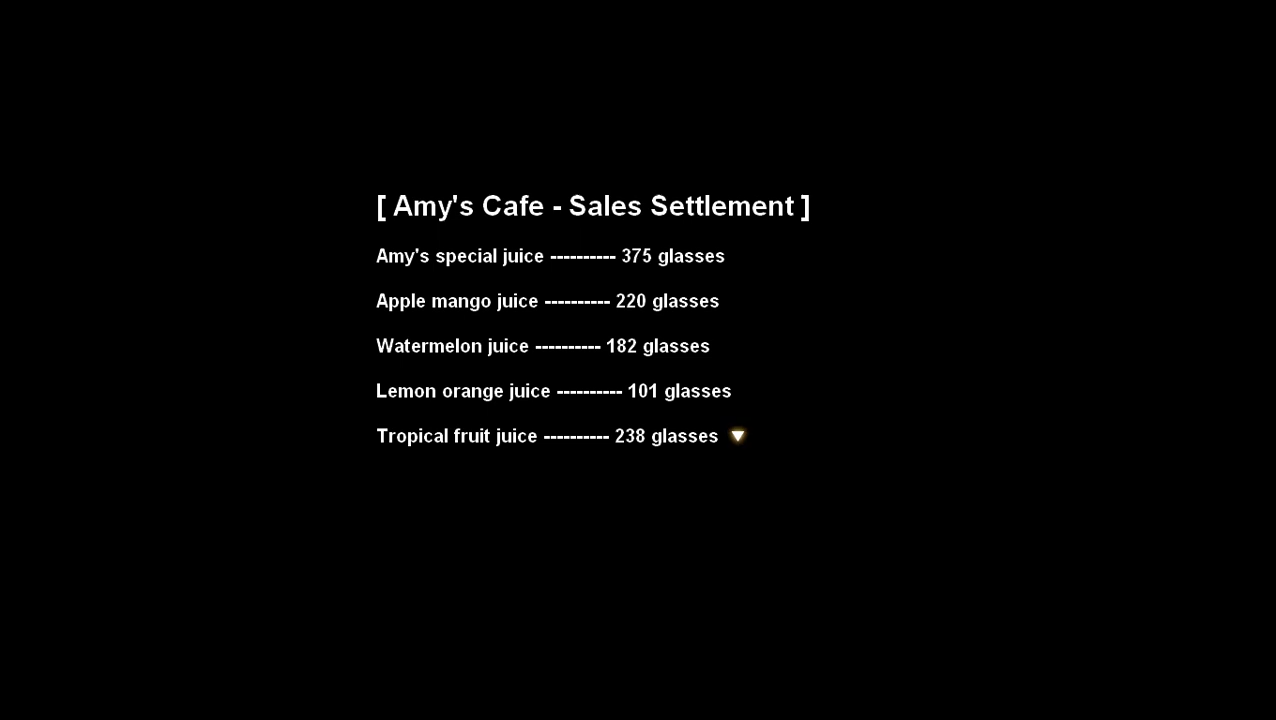 [ Amy's Cafe - Sales Settlement ]
Amy's special juice ---------- 375 glasses
Apple mango juice ---------- 220 glasses
Watermelon juice ---------- 182 glasses
Lemon orange juice ---------- 101 glasses
Tropical fruit juice ---------- 238 glasses